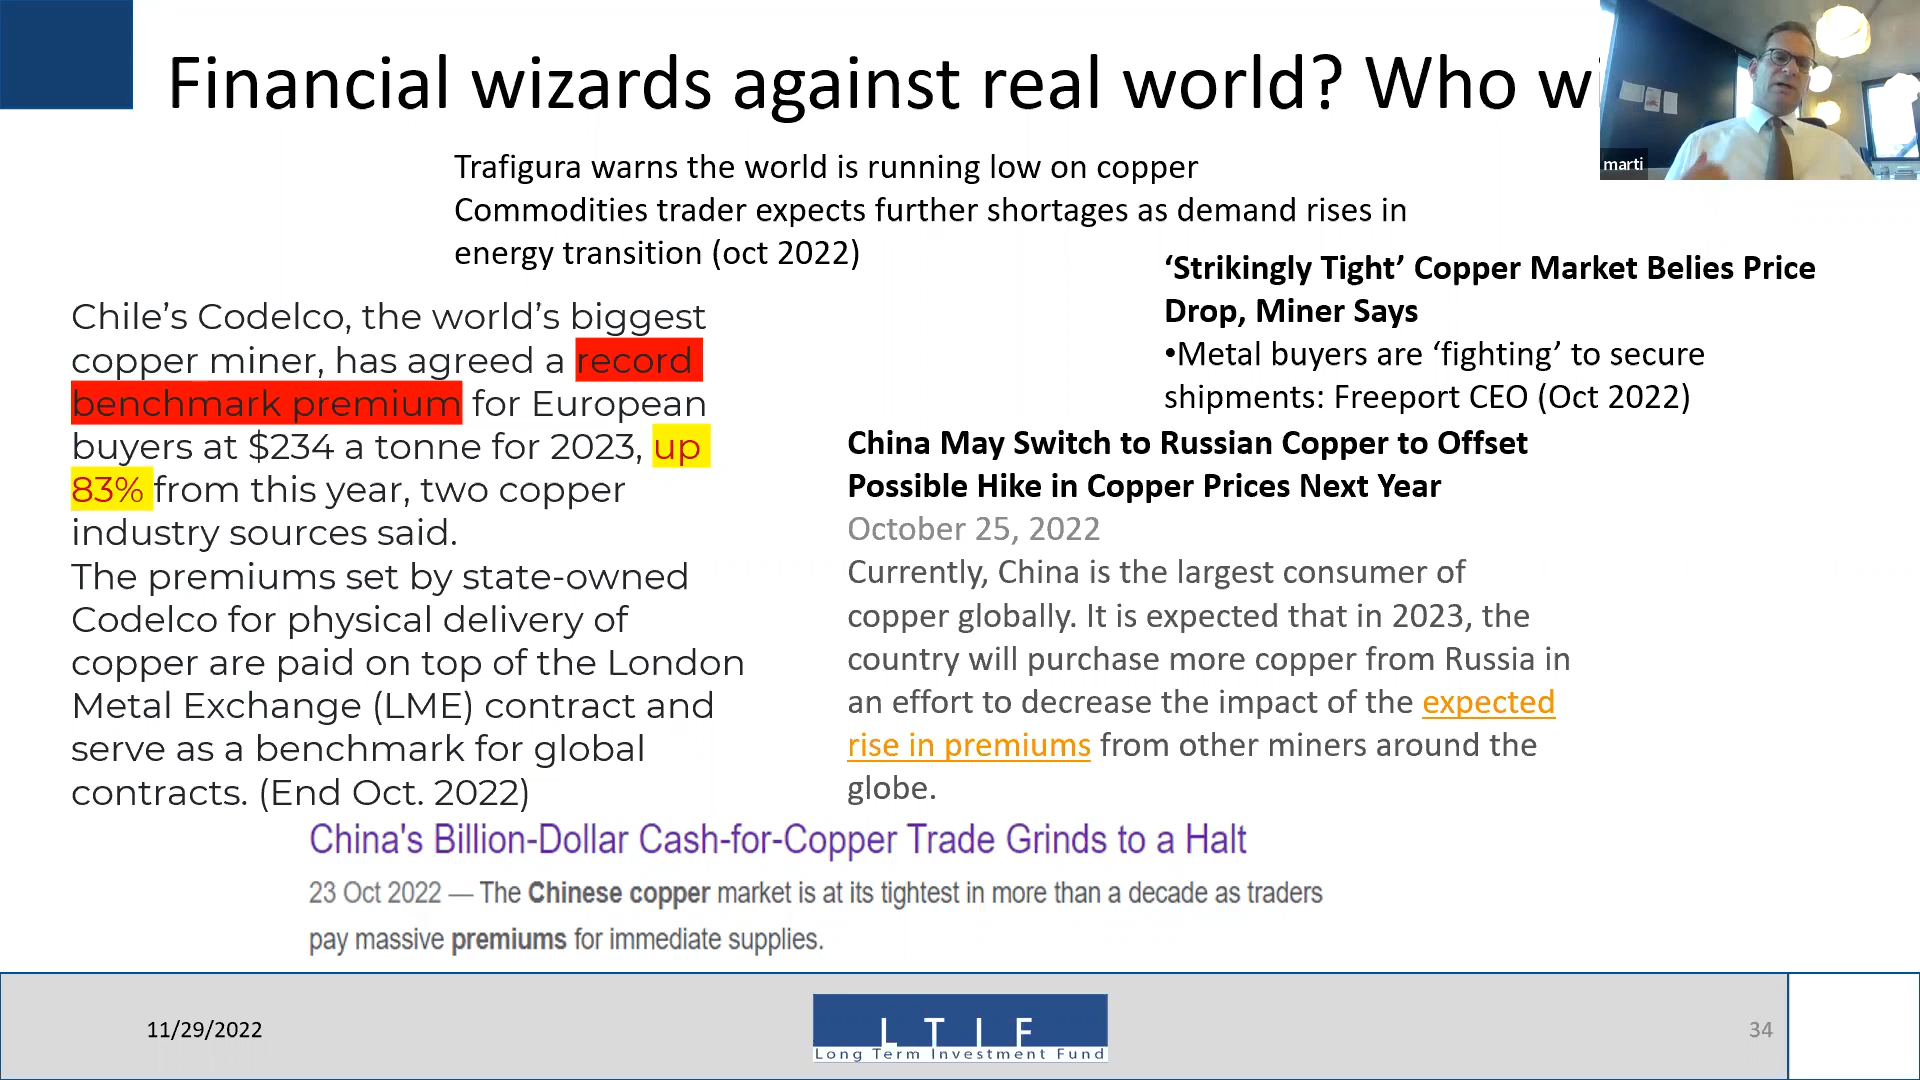 Financial wizards against real world? Who wi
marti
Trafigura warns the world is running low on copper
Commodities trader expects further shortages as demand rises in
energy transition (oct 2022)
‘Strikingly Tight’ Copper Market Belies Price
Drop, Miner Says
•Metal buyers are ‘fighting’ to secure
shipments: Freeport CEO (Oct 2022)
Chile’s Codelco, the world’s biggest
copper miner, has agreed a record
benchmark premium for European
buyers at $234 a tonne for 2023, up
83% from this year, two copper
industry sources said.
The premiums set by state-owned
Codelco for physical delivery of
copper are paid on top of the London
Metal Exchange (LME) contract and
serve as a benchmark for global
contracts. (End Oct. 2022)
China May Switch to Russian Copper to Offset
Possible Hike in Copper Prices Next Year
October 25, 2022
Currently, China is the largest consumer of
copper globally. It is expected that in 2023, the
country will purchase more copper from Russia in
an effort to decrease the impact of the expected
rise in premiums from other miners around the
globe.
China's Billion-Dollar Cash-for-Copper Trade Grinds to a Halt
23 Oct 2022 — The Chinese copper market is at its tightest in more than a decade as traders
pay massive premiums for immediate supplies.
11/29/2022
LTIF
Long Term Investment Fund
34